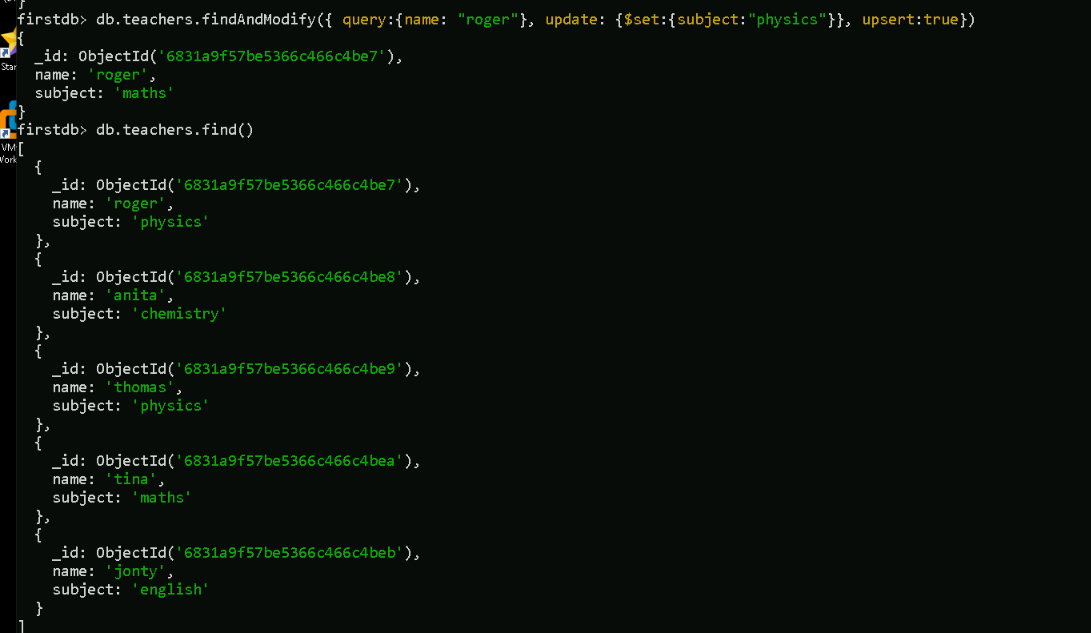 }
firstdb> db.teachers.findAndModify({ query:{name: "roger"}, update: {$set:{subject:"physics"}}, upsert:true})
{
  _id: ObjectId('6831a9f57be5366c466c4be7'),
  name: 'roger',
  subject: 'maths'
}
firstdb> db.teachers.find()
[
  {
    _id: ObjectId('6831a9f57be5366c466c4be7'),
    name: 'roger',
    subject: 'physics'
  },
  {
    _id: ObjectId('6831a9f57be5366c466c4be8'),
    name: 'anita',
    subject: 'chemistry'
  },
  {
    _id: ObjectId('6831a9f57be5366c466c4be9'),
    name: 'thomas',
    subject: 'physics'
  },
  {
    _id: ObjectId('6831a9f57be5366c466c4bea'),
    name: 'tina',
    subject: 'maths'
  },
  {
    _id: ObjectId('6831a9f57be5366c466c4beb'),
    name: 'jonty',
    subject: 'english'
  }
]
Star
VM
Work